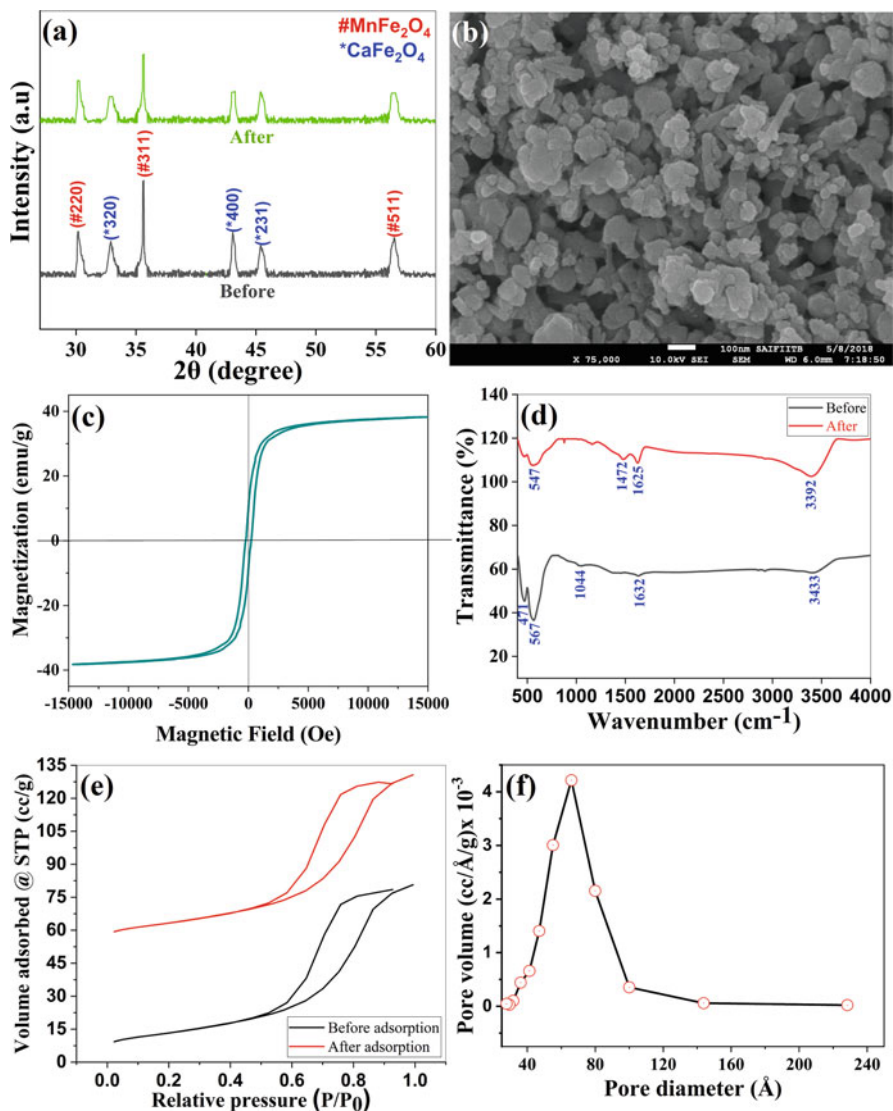 (a)
#MnFe₂O₄
*CaFe₂O₄
After
(#220)
(*320)
(#311)
(*400)
(*231)
(#511)
Before
Intensity (a.u)
30 35 40 45 50 55 60
2θ (degree)
(b)
100nm SAIFIITB 5/8/2018
X 75,000 10.0kV SEI SEM WD 6.0mm 7:18:50
(c)
40
20
0
-20
-40
Magnetization (emu/g)
-15000 -10000 -5000 0 5000 10000 15000
Magnetic Field (Oe)
(d)
Before
After
140
120
100
80
60
40
20
Transmittance (%)
547
1472
1625
3392
471
567
1044
1632
3433
500 1000 1500 2000 2500 3000 3500 4000
Wavenumber (cm⁻¹)
(e)
135
120
105
90
75
60
45
30
15
0
Volume adsorbed @ STP (cc/g)
Before adsorption
After adsorption
0.0 0.2 0.4 0.6 0.8 1.0
Relative pressure (P/P₀)
(f)
4
3
2
1
0
Pore volume (cc/Å/g)x 10⁻³
40 80 120 160 200 240
Pore diameter (Å)